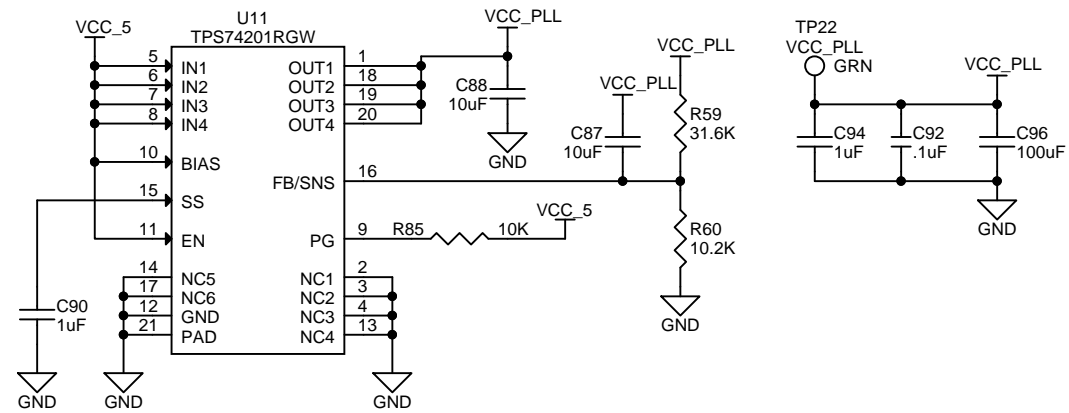 VCC_5
U11
TPS74201RGW
5 IN1
6 IN2
7 IN3
8 IN4
10 BIAS
15 SS
11 EN
14 NC5
17 NC6
12 GND
21 PAD
OUT1 1
OUT2 18
OUT3 19
OUT4 20
FB/SNS 16
PG 9
NC1 2
NC2 3
NC3 4
NC4 13
C90
1uF
GND
GND
GND
VCC_PLL
C88
10uF
GND
R85 10K
VCC_5
VCC_PLL
C87
10uF
VCC_PLL
R59
31.6K
R60
10.2K
GND
TP22
VCC_PLL
GRN
VCC_PLL
C94
1uF
C92
.1uF
C96
100uF
GND